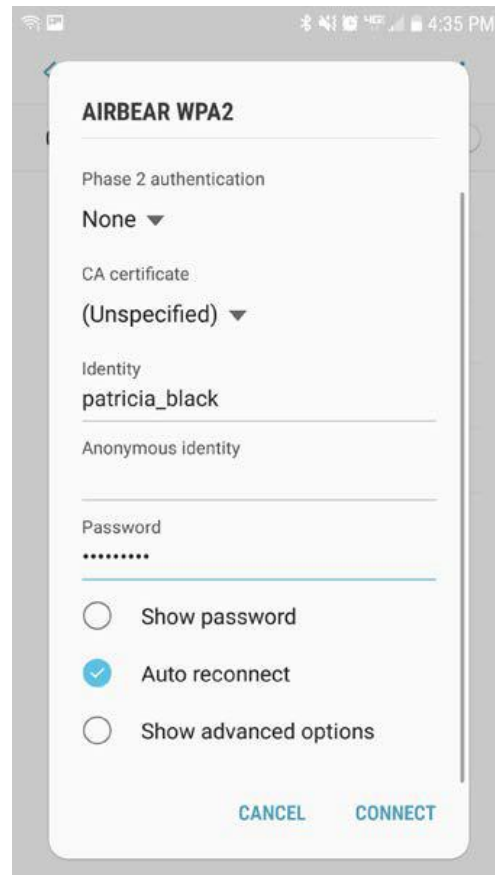 4:35 PM
AIRBEAR WPA2
Phase 2 authentication
None
CA certificate
(Unspecified)
Identity
patricia_black
Anonymous identity
Password
•••••••••
Show password
Auto reconnect
Show advanced options
CANCEL CONNECT